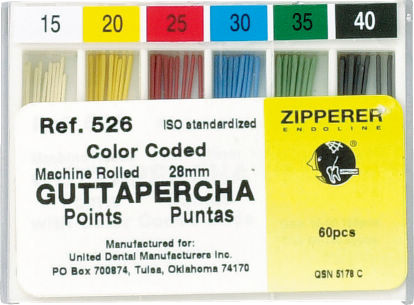 15 20 25 30 35 40
Ref. 526 ISO standardized
Color Coded
Machine Rolled 28mm
GUTTAPERCHA
Points Puntas
Manufactured for:
United Dental Manufacturers Inc.
PO Box 700874, Tulsa, Oklahoma 74170
ZIPPERER
ENDOLINE
®
60pcs
QSN 5178 C